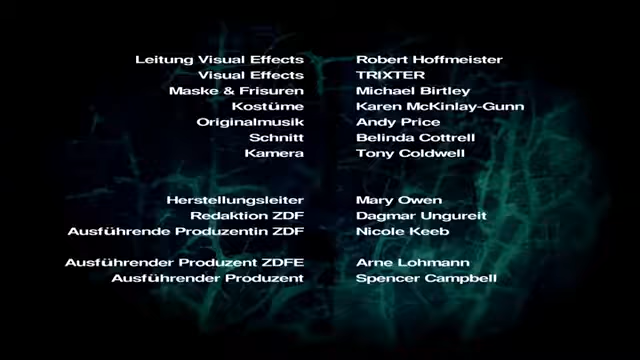 Leitung Visual Effects Robert Hoffmeister
Visual Effects TRIXTER
Maske & Frisuren Michael Birtley
Kostüme Karen McKinlay-Gunn
Originalmusik Andy Price
Schnitt Belinda Cottrell
Kamera Tony Coldwell
Herstellungsleiter Mary Owen
Redaktion ZDF Dagmar Ungureit
Ausführende Produzentin ZDF Nicole Keeb
Ausführender Produzent ZDFE Arne Lohmann
Ausführender Produzent Spencer Campbell